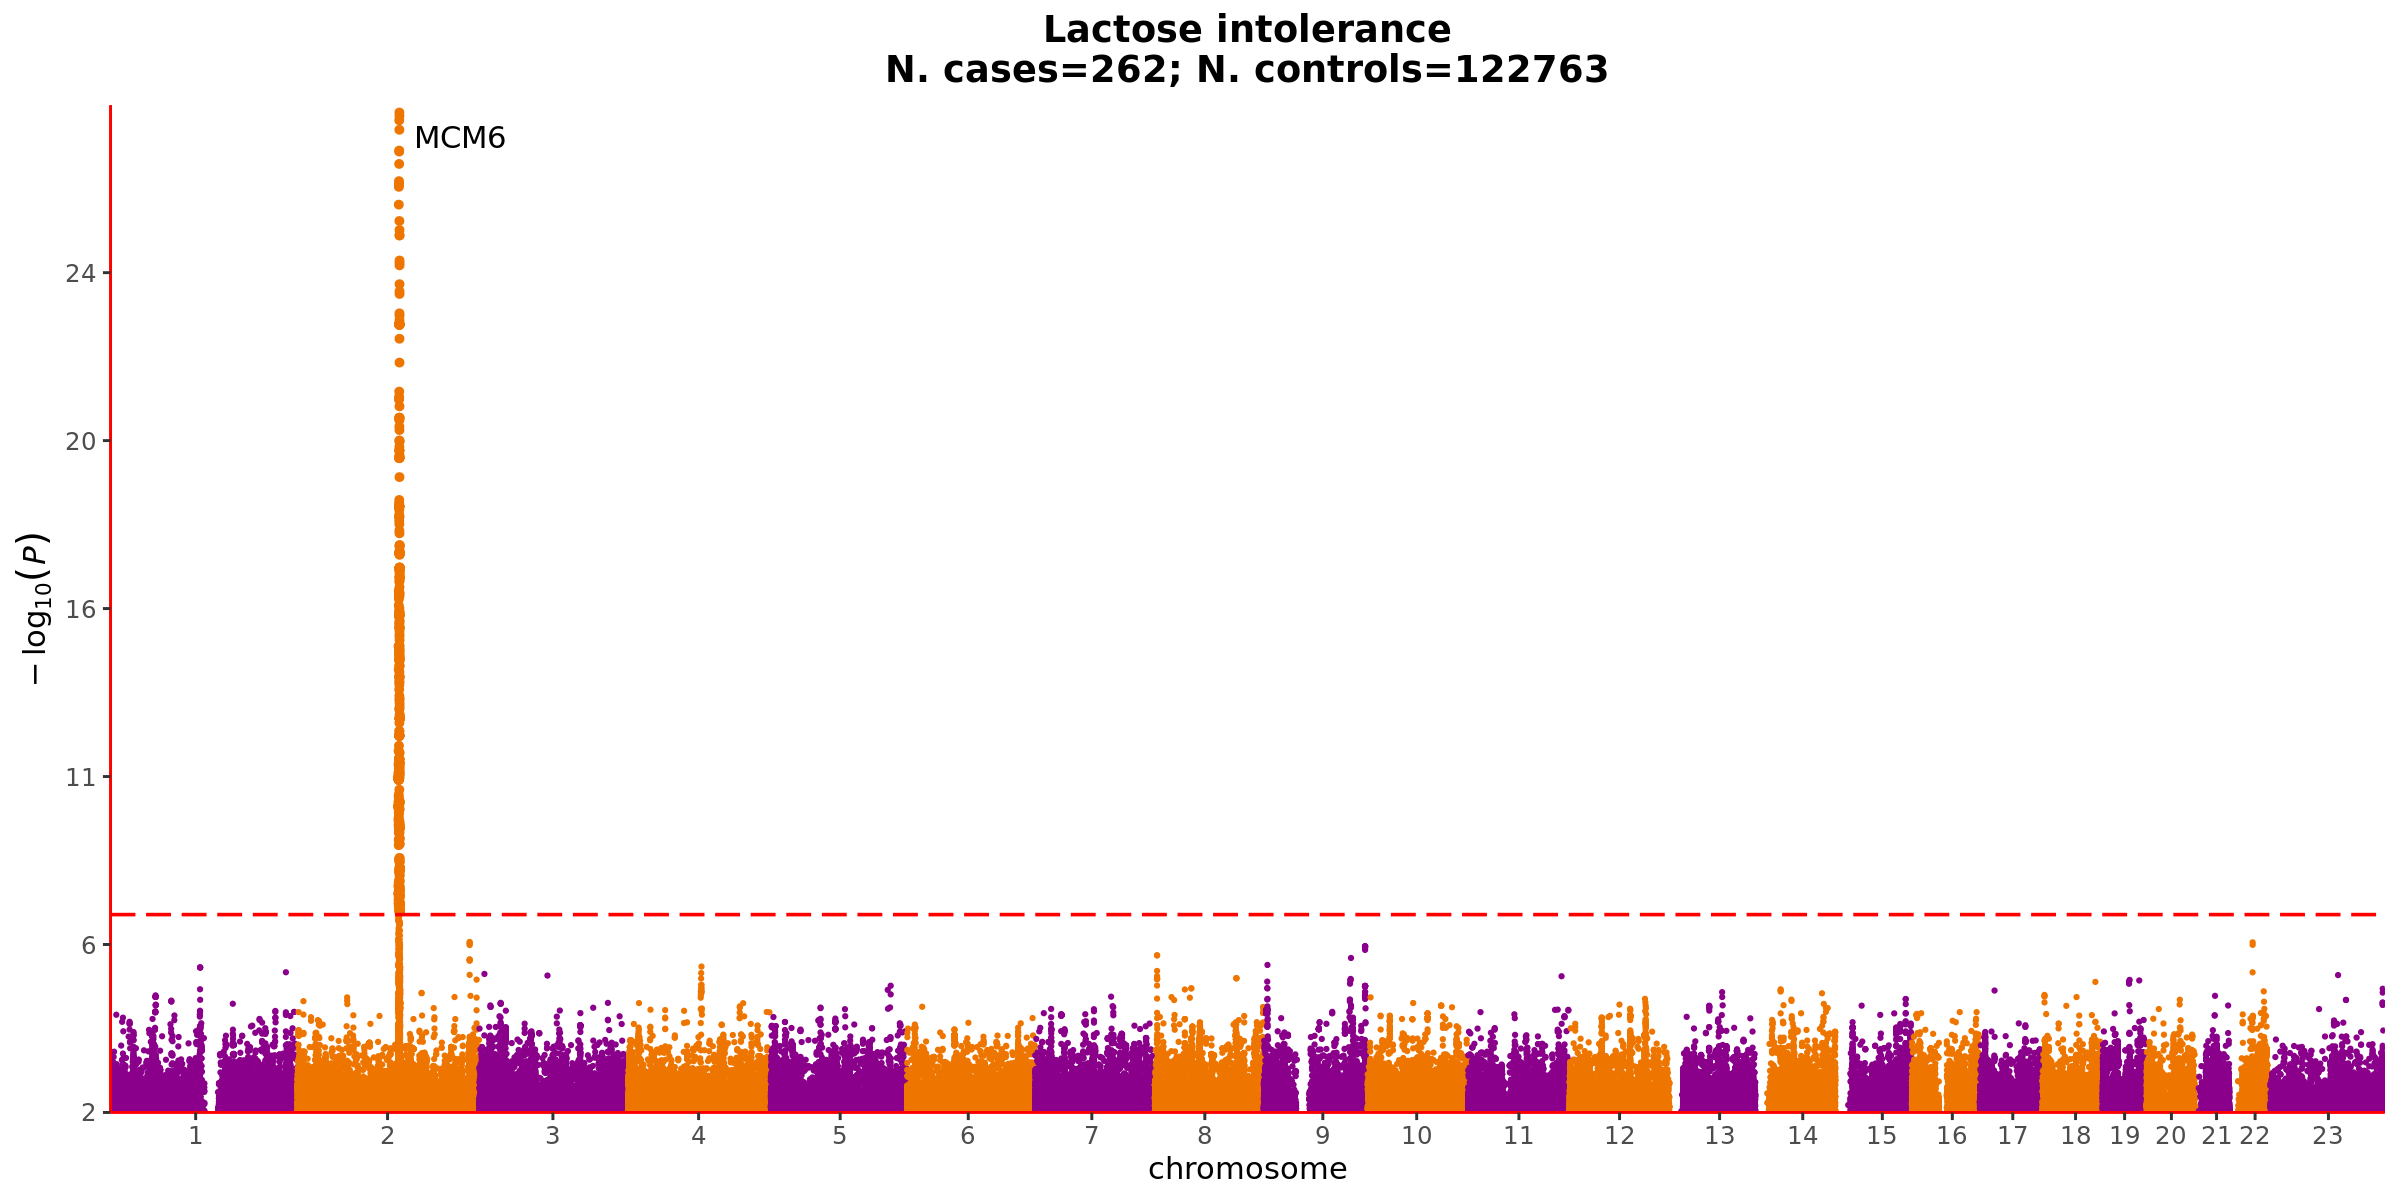 Lactose intolerance
N. cases=262; N. controls=122763
MCM6
24
20
16
11
6
2
−log₁₀(P)
1 2 3 4 5 6 7 8 9 10 11 12 13 14 15 16 17 18 19 20 21 22 23
chromosome